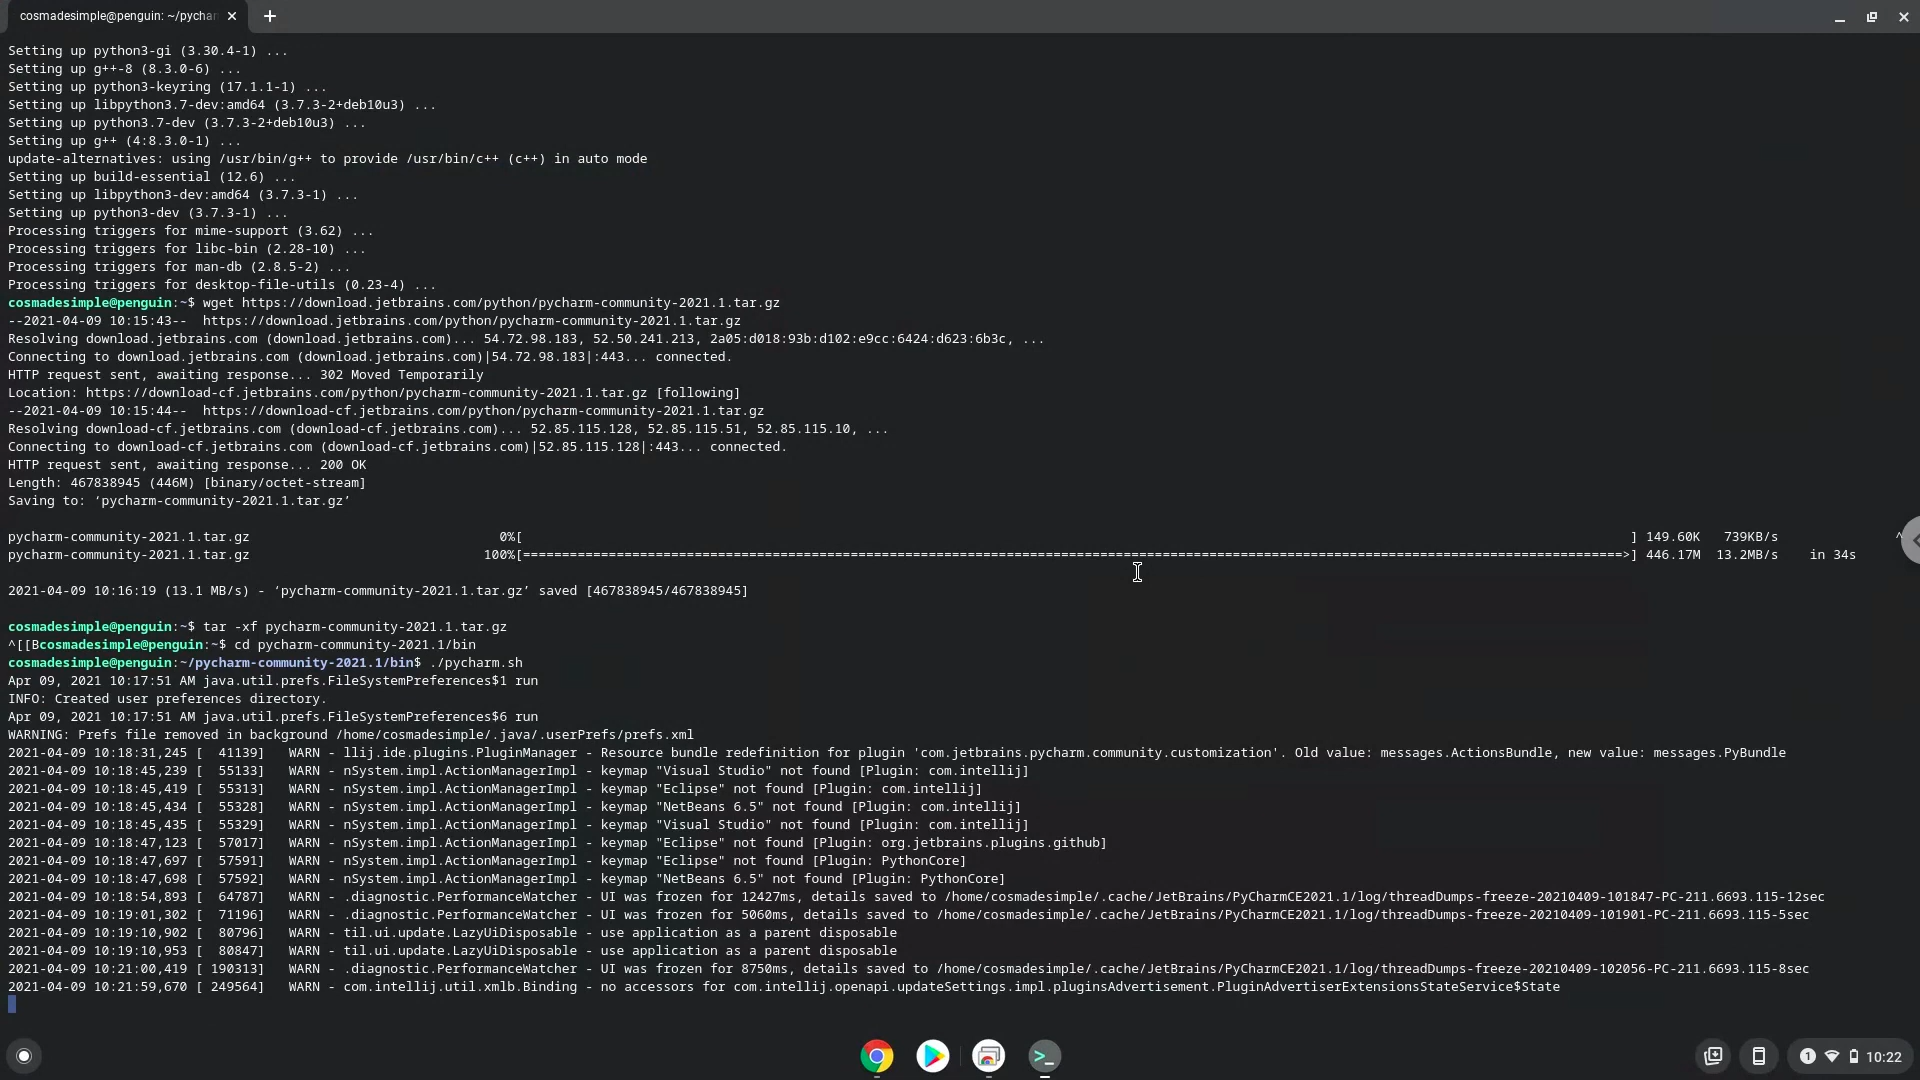 cosmadesimple@penguin: ~/pychar
Setting up python3-gi (3.30.4-1) ...
Setting up g++-8 (8.3.0-6) ...
Setting up python3-keyring (17.1.1-1) ...
Setting up libpython3.7-dev:amd64 (3.7.3-2+deb10u3) ...
Setting up python3.7-dev (3.7.3-2+deb10u3) ...
Setting up g++ (4:8.3.0-1) ...
update-alternatives: using /usr/bin/g++ to provide /usr/bin/c++ (c++) in auto mode
Setting up build-essential (12.6) ...
Setting up libpython3-dev:amd64 (3.7.3-1) ...
Setting up python3-dev (3.7.3-1) ...
Processing triggers for mime-support (3.62) ...
Processing triggers for libc-bin (2.28-10) ...
Processing triggers for man-db (2.8.5-2) ...
Processing triggers for desktop-file-utils (0.23-4) ...
cosmadesimple@penguin:~$ wget https://download.jetbrains.com/python/pycharm-community-2021.1.tar.gz
--2021-04-09 10:15:43--  https://download.jetbrains.com/python/pycharm-community-2021.1.tar.gz
Resolving download.jetbrains.com (download.jetbrains.com)... 54.72.98.183, 52.50.241.213, 2a05:d018:93b:d102:e9cc:6424:d623:6b3c, ...
Connecting to download.jetbrains.com (download.jetbrains.com)|54.72.98.183|:443... connected.
HTTP request sent, awaiting response... 302 Moved Temporarily
Location: https://download-cf.jetbrains.com/python/pycharm-community-2021.1.tar.gz [following]
--2021-04-09 10:15:44--  https://download-cf.jetbrains.com/python/pycharm-community-2021.1.tar.gz
Resolving download-cf.jetbrains.com (download-cf.jetbrains.com)... 52.85.115.128, 52.85.115.51, 52.85.115.10, ...
Connecting to download-cf.jetbrains.com (download-cf.jetbrains.com)|52.85.115.128|:443... connected.
HTTP request sent, awaiting response... 200 OK
Length: 467838945 (446M) [binary/octet-stream]
Saving to: ‘pycharm-community-2021.1.tar.gz’
pycharm-community-2021.1.tar.gz 0%[ ] 149.60K 739KB/s ^
pycharm-community-2021.1.tar.gz 100%[=====================================================================================================================================>] 446.17M 13.2MB/s in 34s
2021-04-09 10:16:19 (13.1 MB/s) - ‘pycharm-community-2021.1.tar.gz’ saved [467838945/467838945]
cosmadesimple@penguin:~$ tar -xf pycharm-community-2021.1.tar.gz
^[[Bcosmadesimple@penguin:~$ cd pycharm-community-2021.1/bin
cosmadesimple@penguin:~/pycharm-community-2021.1/bin$ ./pycharm.sh
Apr 09, 2021 10:17:51 AM java.util.prefs.FileSystemPreferences$1 run
INFO: Created user preferences directory.
Apr 09, 2021 10:17:51 AM java.util.prefs.FileSystemPreferences$6 run
WARNING: Prefs file removed in background /home/cosmadesimple/.java/.userPrefs/prefs.xml
2021-04-09 10:18:31,245 [  41139]   WARN - llij.ide.plugins.PluginManager - Resource bundle redefinition for plugin 'com.jetbrains.pycharm.community.customization'. Old value: messages.ActionsBundle, new value: messages.PyBundle
2021-04-09 10:18:45,239 [  55133]   WARN - nSystem.impl.ActionManagerImpl - keymap "Visual Studio" not found [Plugin: com.intellij]
2021-04-09 10:18:45,419 [  55313]   WARN - nSystem.impl.ActionManagerImpl - keymap "Eclipse" not found [Plugin: com.intellij]
2021-04-09 10:18:45,434 [  55328]   WARN - nSystem.impl.ActionManagerImpl - keymap "NetBeans 6.5" not found [Plugin: com.intellij]
2021-04-09 10:18:45,435 [  55329]   WARN - nSystem.impl.ActionManagerImpl - keymap "Visual Studio" not found [Plugin: com.intellij]
2021-04-09 10:18:47,123 [  57017]   WARN - nSystem.impl.ActionManagerImpl - keymap "Eclipse" not found [Plugin: org.jetbrains.plugins.github]
2021-04-09 10:18:47,697 [  57591]   WARN - nSystem.impl.ActionManagerImpl - keymap "Eclipse" not found [Plugin: PythonCore]
2021-04-09 10:18:47,698 [  57592]   WARN - nSystem.impl.ActionManagerImpl - keymap "NetBeans 6.5" not found [Plugin: PythonCore]
2021-04-09 10:18:54,893 [  64787]   WARN - .diagnostic.PerformanceWatcher - UI was frozen for 12427ms, details saved to /home/cosmadesimple/.cache/JetBrains/PyCharmCE2021.1/log/threadDumps-freeze-20210409-101847-PC-211.6693.115-12sec
2021-04-09 10:19:01,302 [  71196]   WARN - .diagnostic.PerformanceWatcher - UI was frozen for 5060ms, details saved to /home/cosmadesimple/.cache/JetBrains/PyCharmCE2021.1/log/threadDumps-freeze-20210409-101901-PC-211.6693.115-5sec
2021-04-09 10:19:10,902 [  80796]   WARN - til.ui.update.LazyUiDisposable - use application as a parent disposable
2021-04-09 10:19:10,953 [  80847]   WARN - til.ui.update.LazyUiDisposable - use application as a parent disposable
2021-04-09 10:21:00,419 [ 190313]   WARN - .diagnostic.PerformanceWatcher - UI was frozen for 8750ms, details saved to /home/cosmadesimple/.cache/JetBrains/PyCharmCE2021.1/log/threadDumps-freeze-20210409-102056-PC-211.6693.115-8sec
2021-04-09 10:21:59,670 [ 249564]   WARN - com.intellij.util.xmlb.Binding - no accessors for com.intellij.openapi.updateSettings.impl.pluginsAdvertisement.PluginAdvertiserExtensionsStateService$State
1 10:22